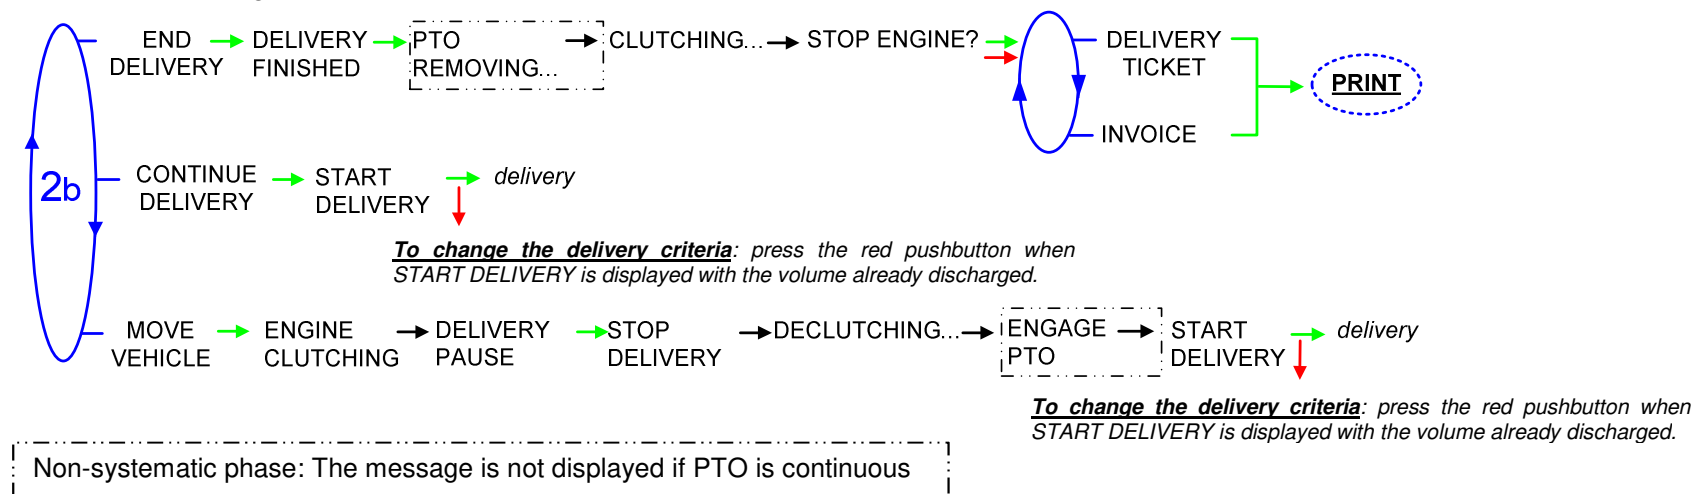 END DELIVERY
DELIVERY FINISHED
PTO REMOVING...
CLUTCHING...
STOP ENGINE?
DELIVERY TICKET
INVOICE
PRINT
2b
CONTINUE DELIVERY
START DELIVERY
delivery
To change the delivery criteria: press the red pushbutton when
START DELIVERY is displayed with the volume already discharged.
MOVE VEHICLE
ENGINE CLUTCHING
DELIVERY PAUSE
STOP DELIVERY
DECLUTCHING...
ENGAGE PTO
START DELIVERY
delivery
To change the delivery criteria: press the red pushbutton when
START DELIVERY is displayed with the volume already discharged.
Non-systematic phase: The message is not displayed if PTO is continuous